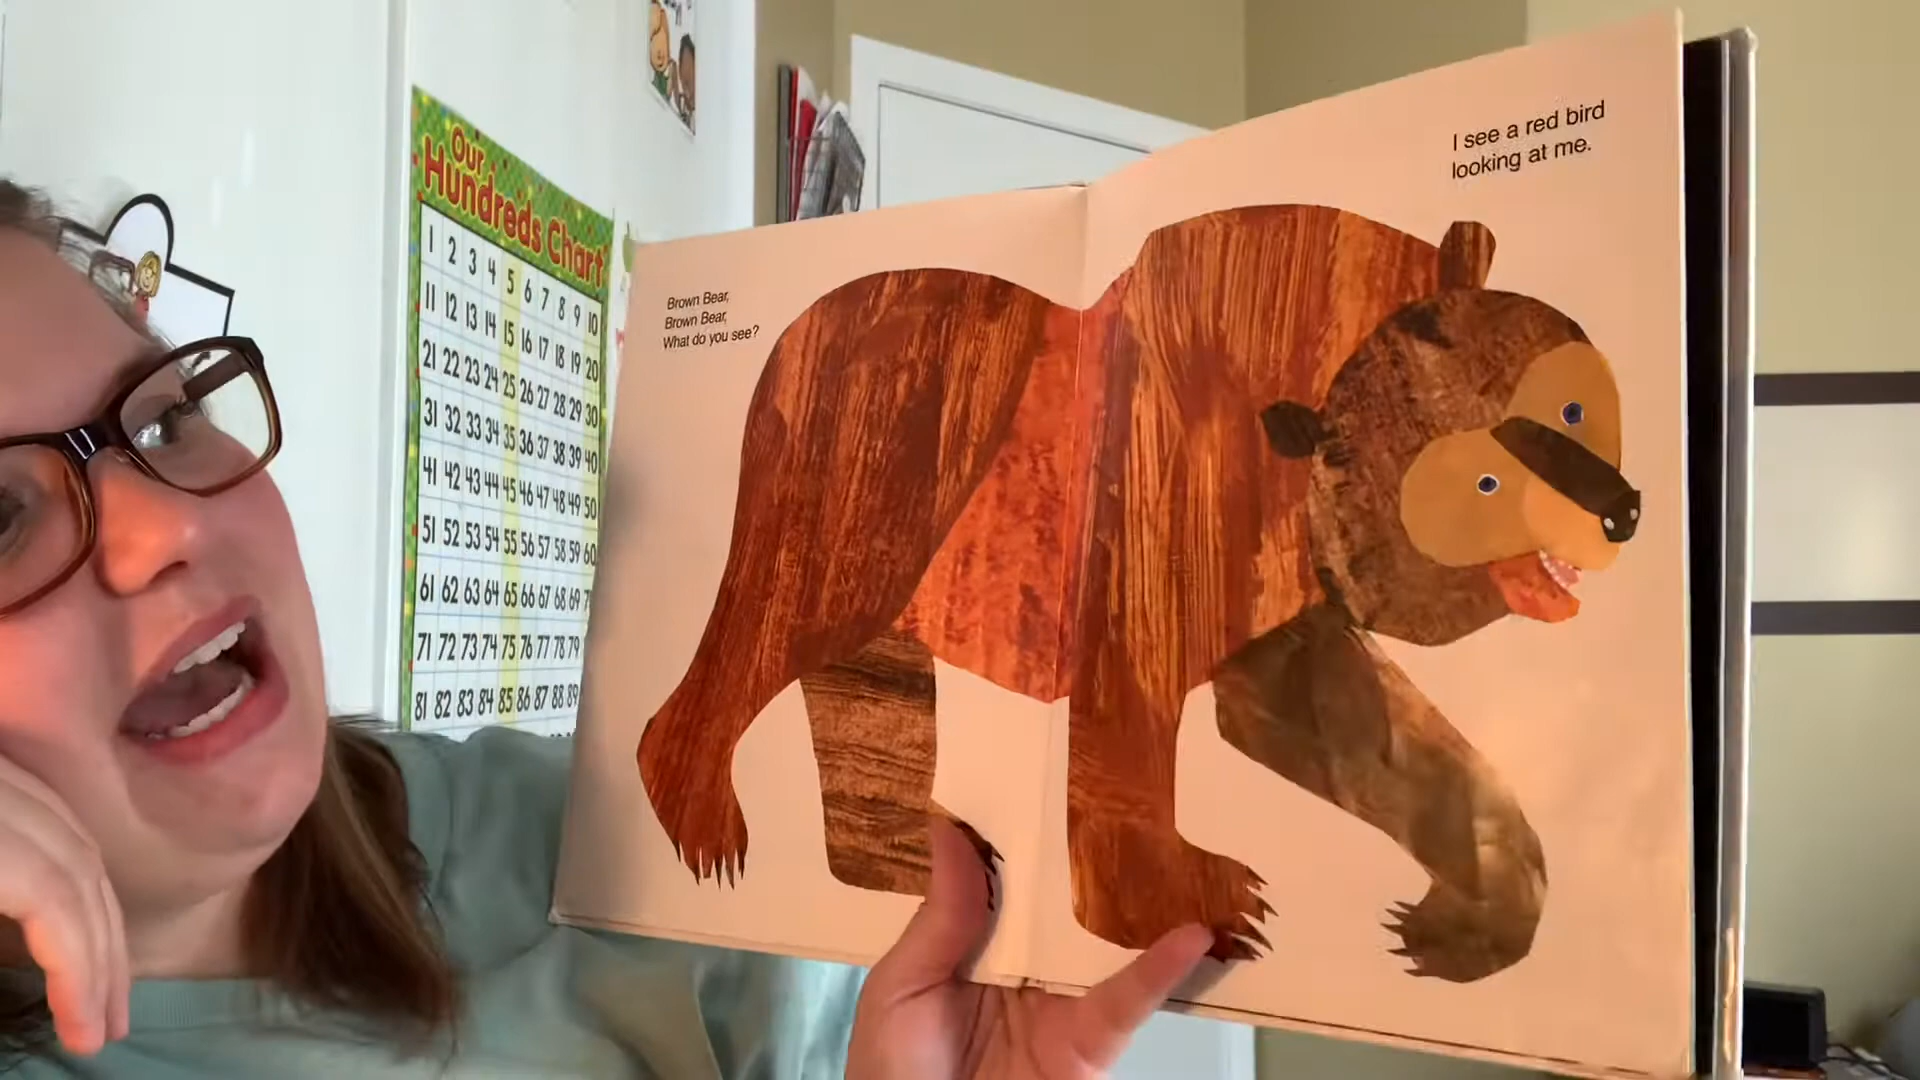 Our
Hundreds Chart
1 2 3 4 5 6 7 8 9 10
11 12 13 14 15 16 17 18 19 20
21 22 23 24 25 26 27 28 29 30
31 32 33 34 35 36 37 38 39 40
41 42 43 44 45 46 47 48 49 50
51 52 53 54 55 56 57 58 59 60
61 62 63 64 65 66 67 68 69
71 72 73 74 75 76 77 78 79
81 82 83 84 85 86 87 88 89
Brown Bear,
Brown Bear,
What do you see?
I see a red bird
looking at me.